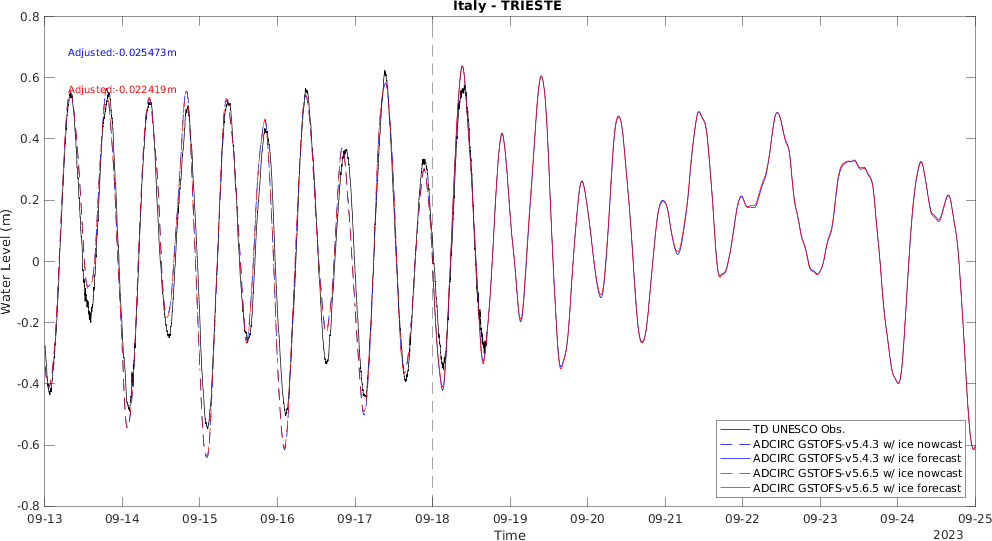 Italy - TRIESTE
Adjusted:-0.025473m
Adjusted:-0.022419m
Water Level (m)
0.8
0.6
0.4
0.2
0
-0.2
-0.4
-0.6
-0.8
TD UNESCO Obs.
ADCIRC GSTOFS-v5.4.3 w/ ice nowcast
ADCIRC GSTOFS-v5.4.3 w/ ice forecast
ADCIRC GSTOFS-v5.6.5 w/ ice nowcast
ADCIRC GSTOFS-v5.6.5 w/ ice forecast
09-13 09-14 09-15 09-16 09-17 09-18 09-19 09-20 09-21 09-22 09-23 09-24 09-25
Time
2023